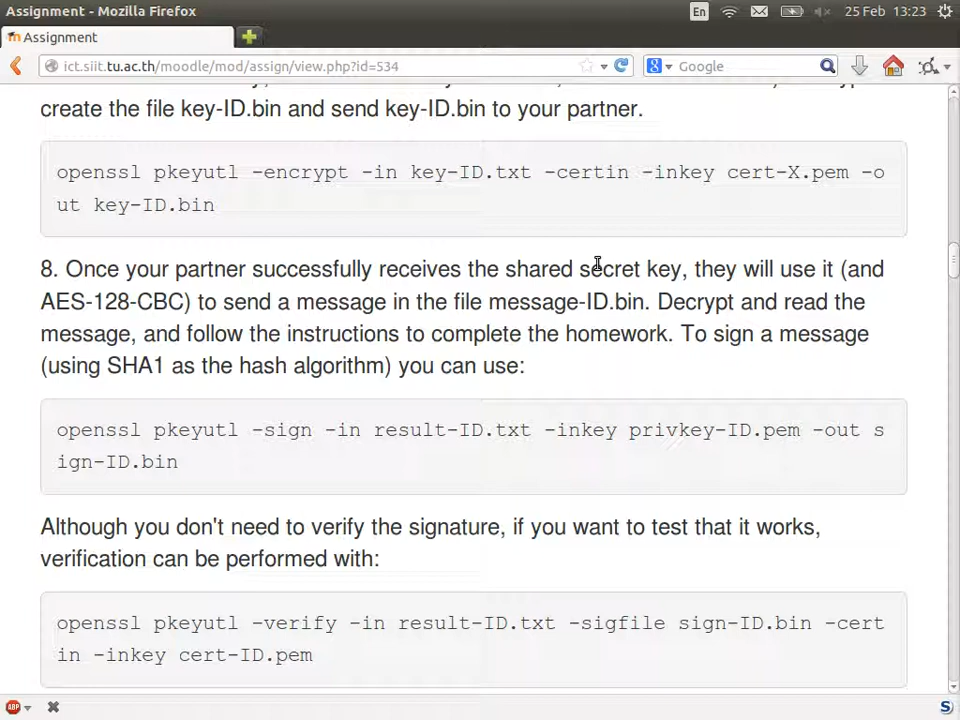 Assignment - Mozilla Firefox
En
25 Feb 13:23
Assignment
ict.siit.tu.ac.th/moodle/mod/assign/view.php?id=534
Google
create the file key-ID.bin and send key-ID.bin to your partner.
openssl pkeyutl -encrypt -in key-ID.txt -certin -inkey cert-X.pem -o
ut key-ID.bin
8. Once your partner successfully receives the shared secret key, they will use it (and
AES-128-CBC) to send a message in the file message-ID.bin. Decrypt and read the
message, and follow the instructions to complete the homework. To sign a message
(using SHA1 as the hash algorithm) you can use:
openssl pkeyutl -sign -in result-ID.txt -inkey privkey-ID.pem -out s
ign-ID.bin
Although you don't need to verify the signature, if you want to test that it works,
verification can be performed with:
openssl pkeyutl -verify -in result-ID.txt -sigfile sign-ID.bin -cert
in -inkey cert-ID.pem
ABP
S